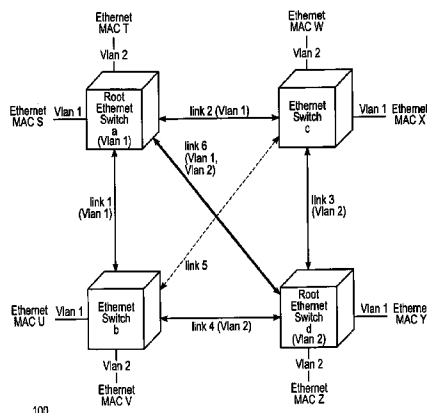 Ethernet
MAC T
Vlan 2
Ethernet
MAC W
Vlan 2
Ethernet
MAC S
Vlan 1
Root
Ethernet
Switch
a
(Vlan 1)
link 2 (Vlan 1)
Ethernet
Switch
c
Vlan 1
Ethernet
MAC X
link 6
(Vlan 1,
Vlan 2)
link 1
(Vlan 1)
link 3
(Vlan 2)
link 5
Ethernet
MAC U
Vlan 1
Ethernet
Switch
b
link 4 (Vlan 2)
Root
Ethernet
Switch
d
(Vlan 2)
Vlan 1
Ethernet
MAC Y
Vlan 2
Ethernet
MAC V
Vlan 2
Ethernet
MAC Z
100